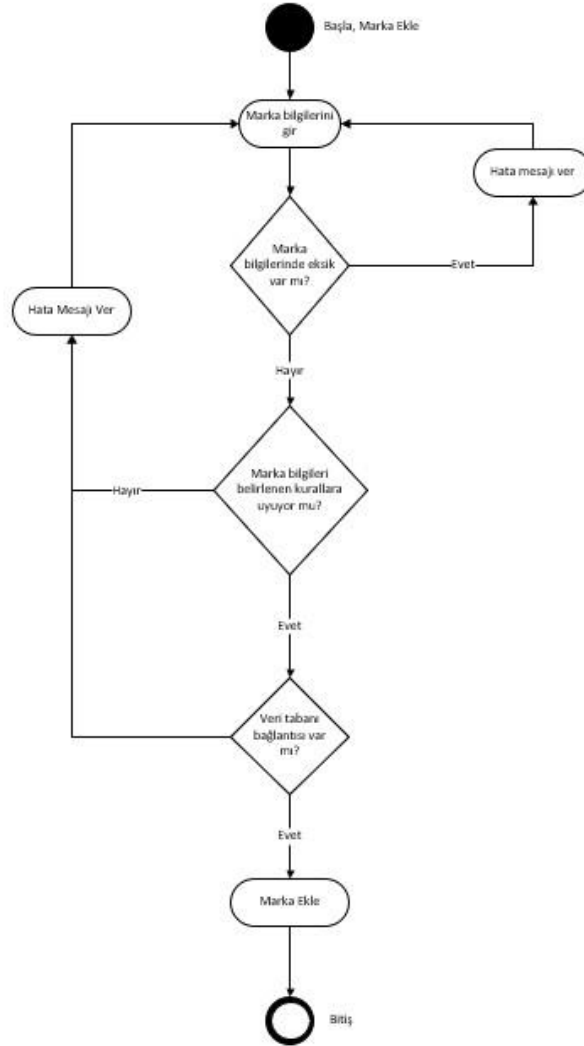 Başla, Marka Ekle
Marka bilgilerini
gir
Hata mesajı ver
Marka
bilgilerinde eksik
var mı?
Evet
Hata Mesajı Ver
Hayır
Marka bilgileri
belirlenen kurallara
uyuyor mu?
Hayır
Evet
Veri tabanı
bağlantısı var
mı?
Evet
Marka Ekle
Bitiş